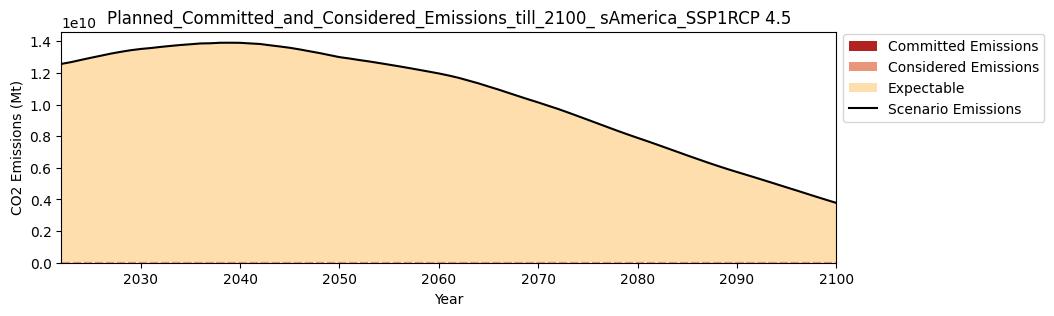 Planned_Committed_and_Considered_Emissions_till_2100_ sAmerica_SSP1RCP 4.5
1e10
1.4
1.2
1.0
0.8
0.6
0.4
0.2
0.0
CO2 Emissions (Mt)
2030 2040 2050 2060 2070 2080 2090 2100
Year
Committed Emissions
Considered Emissions
Expectable
Scenario Emissions